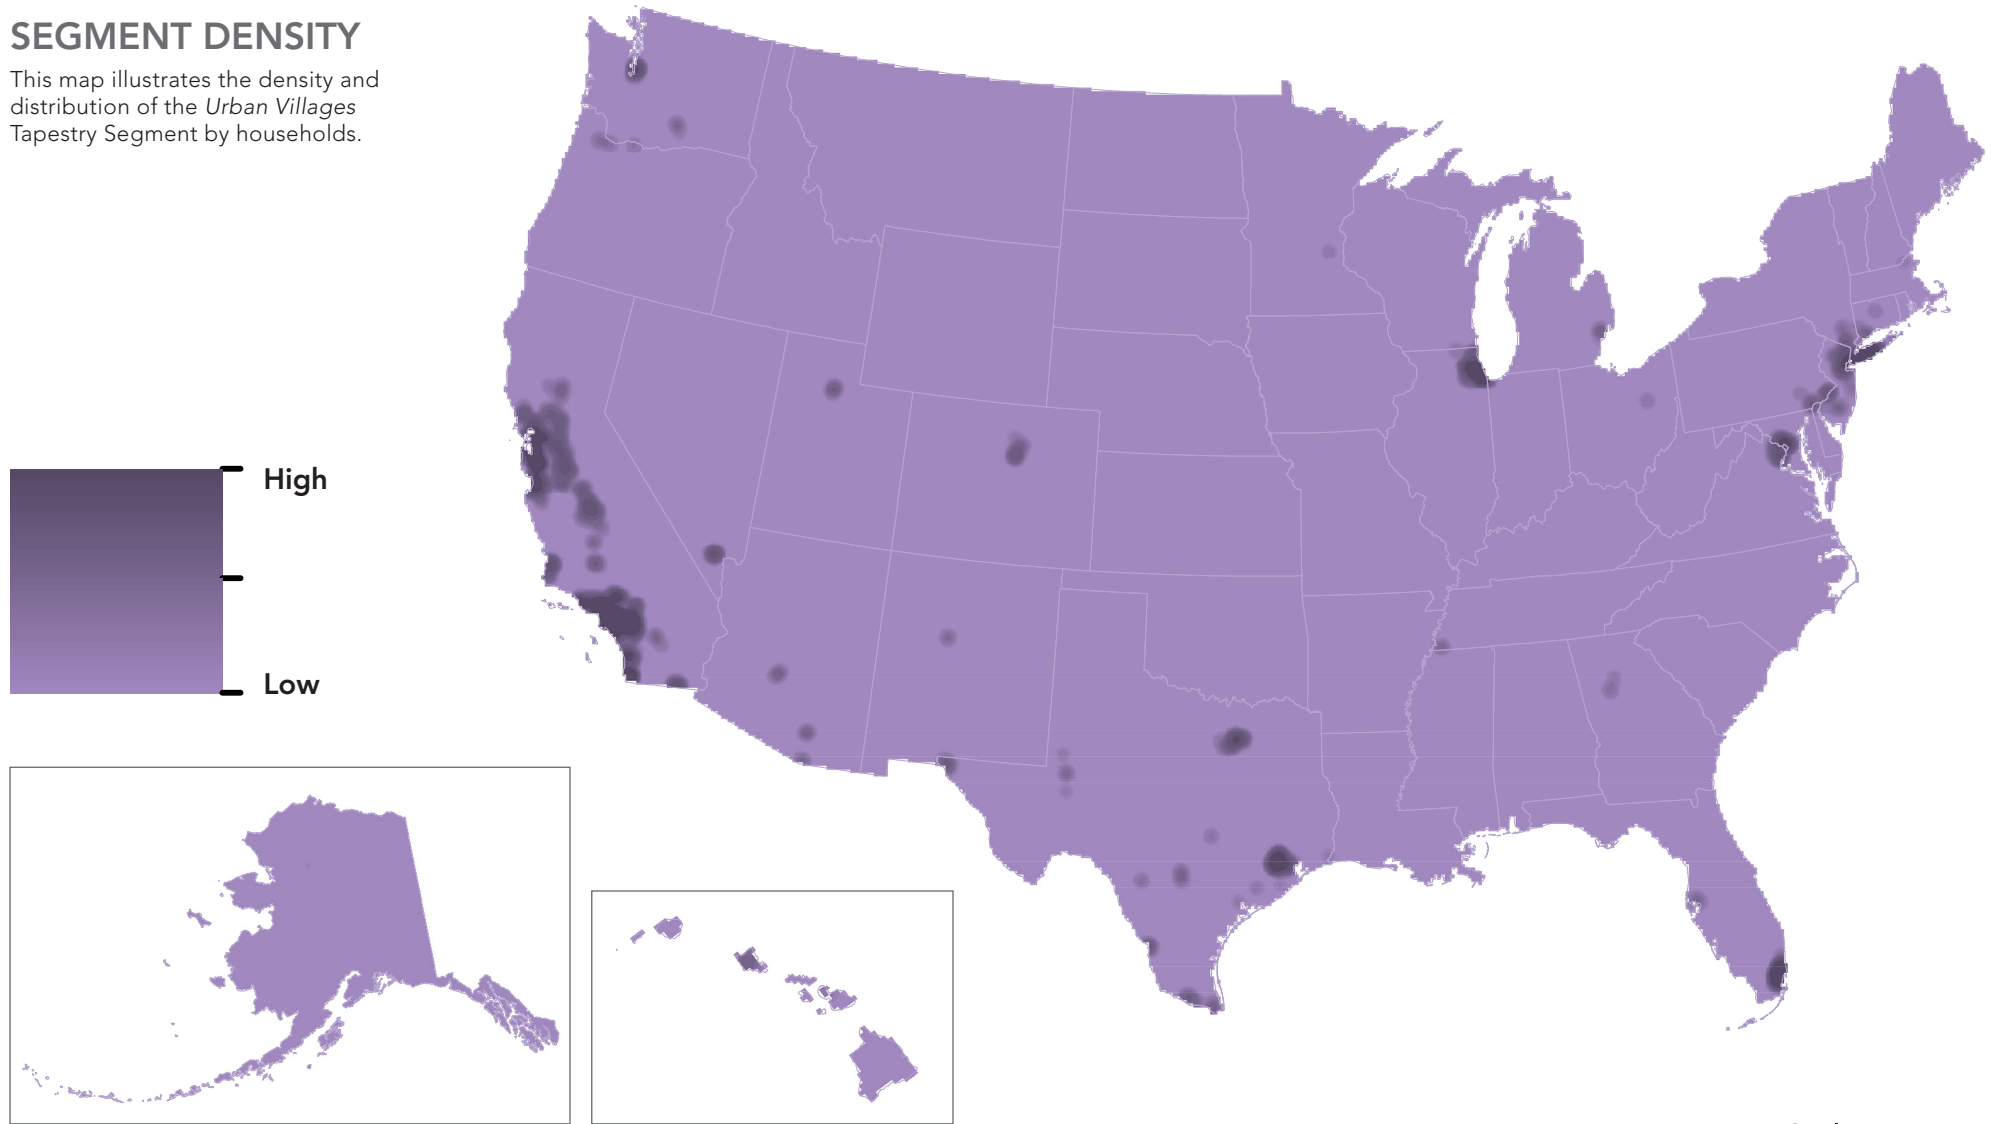 SEGMENT DENSITY
This map illustrates the density and
distribution of the Urban Villages
Tapestry Segment by households.
High
Low